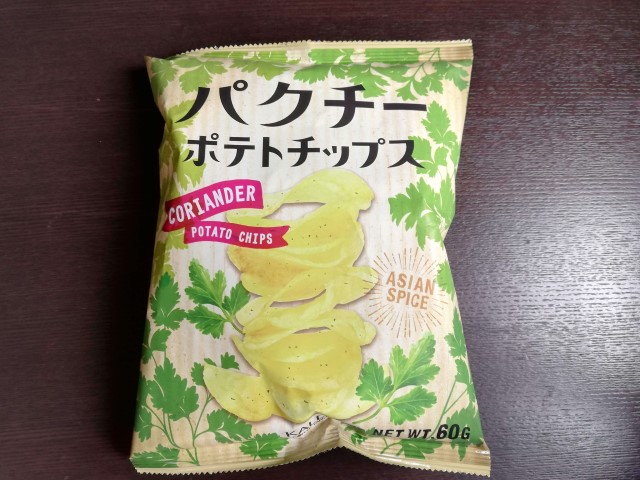 パクチー
ポテトチップス
CORIANDER
POTATO CHIPS
ASIAN
SPICE
NET WT. 60G